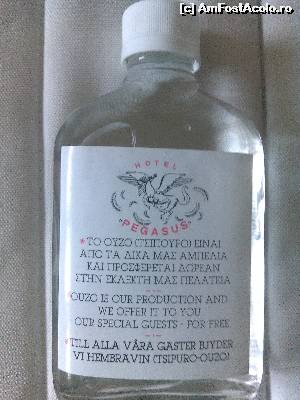 (c) AmFostAcolo.ro
HOTEL
"PEGASUS"
*ΤΟ ΟΥΖΟ (ΤΣΙΠΟΥΡΟ) ΕΙΝΑΙ
ΑΠΟ ΤΑ ΔΙΚΑ ΜΑΣ ΑΜΠΕΛΙΑ
ΚΑΙ ΠΡΟΣΦΕΡΕΤΑΙ ΔΩΡΕΑΝ
ΣΤΗΝ ΕΚΛΕΚΤΗ ΜΑΣ ΠΕΛΑΤΕΙΑ
*OUZO IS OUR PRODUCTION AND
WE OFFER IT TO YOU
OUR SPECIAL GUESTS - FOR FREE
*TILL ALLA VÅRA GÄSTER BJYDER
VI HEMBRAVIN (TSIPURO-OUZO)